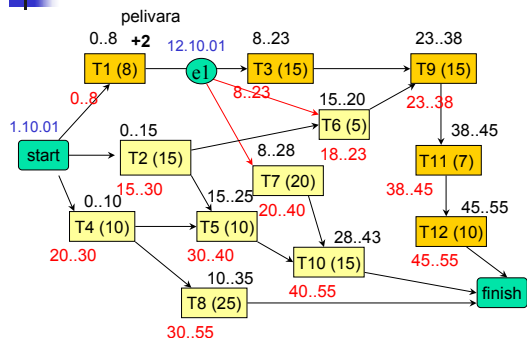 pelivara
0..8 +2 12.10.01 8..23 23..38
T1 (8) e1 T3 (15) T9 (15)
0..8 8..23 23..38
1.10.01 15..20
start 0..15 T6 (5)
T2 (15) 18..23 38..45
15..30 8..28 T11 (7)
T7 (20) 38..45
0..10 15..25 20..40
T4 (10) T5 (10) 28..43 45..55
20..30 30..40 T10 (15) T12 (10)
10..35 40..55 45..55
T8 (25) finish
30..55